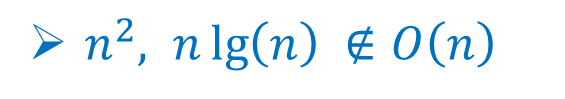 ➢ n², n lg(n) ∉ O(n)